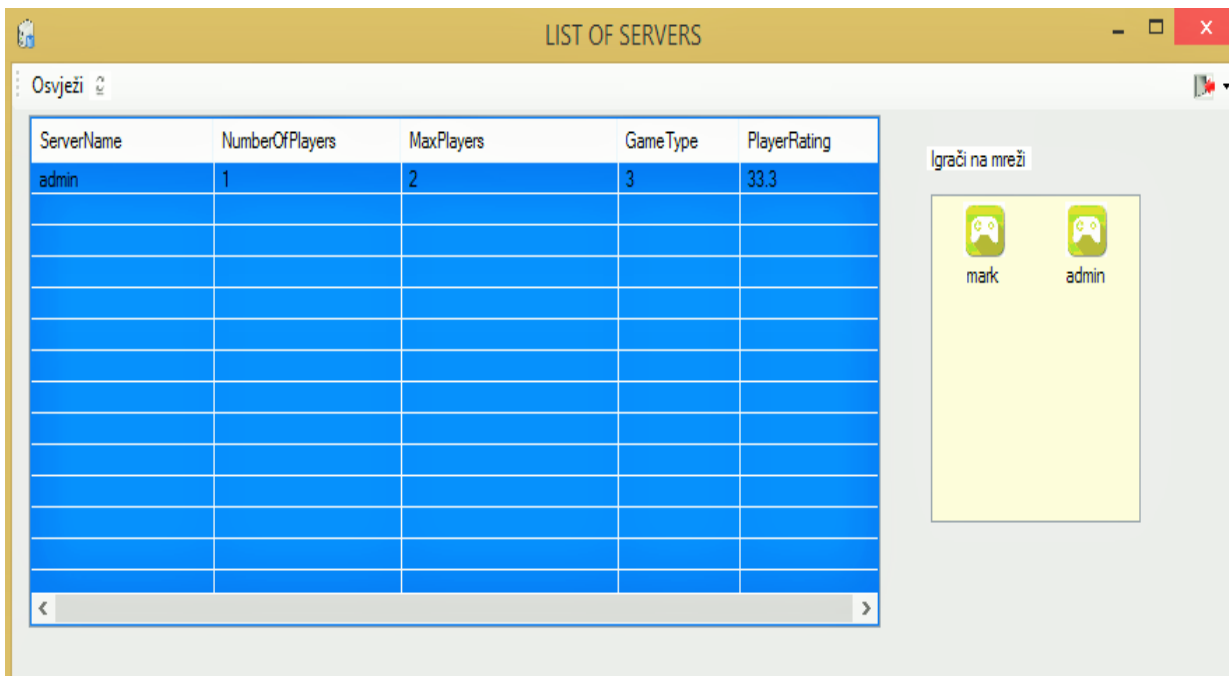 LIST OF SERVERS
Osvježi
ServerName NumberOfPlayers MaxPlayers GameType PlayerRating
admin 1 2 3 33.3
Igrači na mreži
mark admin